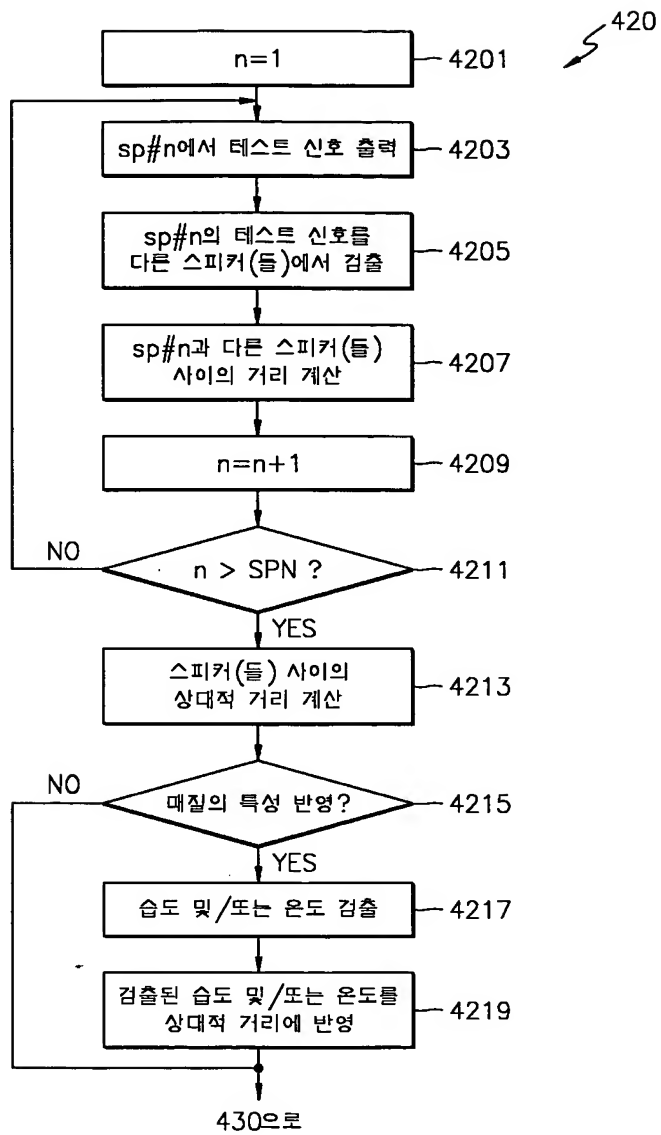 420
n=1
4201
sp#n에서 테스트 신호 출력
4203
sp#n의 테스트 신호를
다른 스피커(들)에서 검출
4205
sp#n과 다른 스피커(들)
사이의 거리 계산
4207
n=n+1
4209
NO
n > SPN ?
4211
YES
스피커(들) 사이의
상대적 거리 계산
4213
NO
매질의 특성 반영?
4215
YES
습도 및/또는 온도 검출
4217
검출된 습도 및/또는 온도를
상대적 거리에 반영
4219
430으로